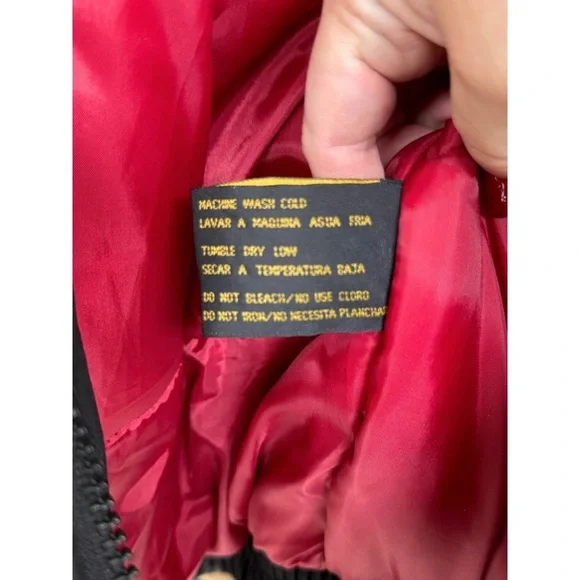 MACHINE WASH COLD
LAVAR A MAQUINA AGUA FRIA
TUMBLE DRY LOW
SECAR A TEMPERATURA BAJA
DO NOT BLEACH/NO USE CLORO
DO NOT IRON/NO NECESITA PLANCHAR